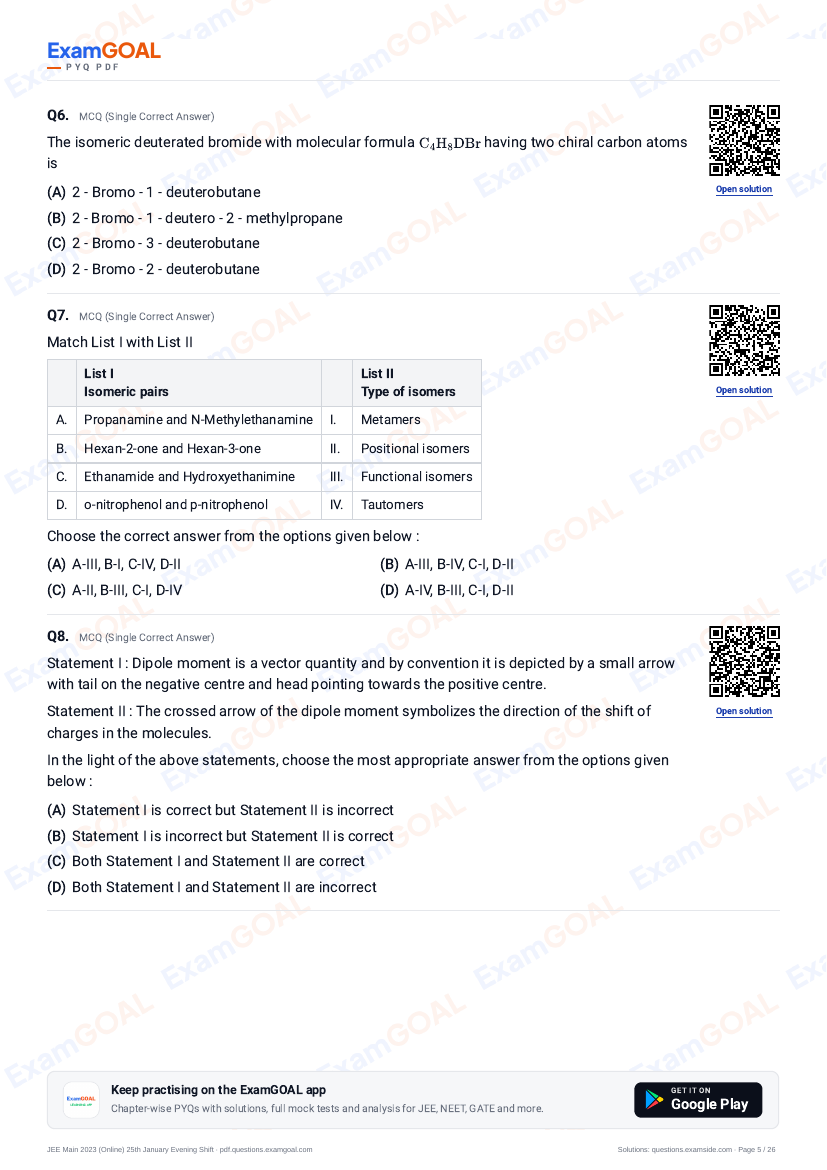 ExamGOAL
PYQ PDF
Q6. MCQ (Single Correct Answer)
The isomeric deuterated bromide with molecular formula C₄H₈DBr having two chiral carbon atoms
is
(A) 2 - Bromo - 1 - deuterobutane
(B) 2 - Bromo - 1 - deutero - 2 - methylpropane
(C) 2 - Bromo - 3 - deuterobutane
(D) 2 - Bromo - 2 - deuterobutane
Open solution
Q7. MCQ (Single Correct Answer)
Match List I with List II
List I
Isomeric pairs
List II
Type of isomers
A. Propanamine and N-Methylethanamine I. Metamers
B. Hexan-2-one and Hexan-3-one II. Positional isomers
C. Ethanamide and Hydroxyethanimine III. Functional isomers
D. o-nitrophenol and p-nitrophenol IV. Tautomers
Choose the correct answer from the options given below :
(A) A-III, B-I, C-IV, D-II (B) A-III, B-IV, C-I, D-II
(C) A-II, B-III, C-I, D-IV (D) A-IV, B-III, C-I, D-II
Open solution
Q8. MCQ (Single Correct Answer)
Statement I : Dipole moment is a vector quantity and by convention it is depicted by a small arrow
with tail on the negative centre and head pointing towards the positive centre.
Statement II : The crossed arrow of the dipole moment symbolizes the direction of the shift of
charges in the molecules.
In the light of the above statements, choose the most appropriate answer from the options given
below :
(A) Statement I is correct but Statement II is incorrect
(B) Statement I is incorrect but Statement II is correct
(C) Both Statement I and Statement II are correct
(D) Both Statement I and Statement II are incorrect
Open solution
ExamGOAL
Keep practising on the ExamGOAL app
Chapter-wise PYQs with solutions, full mock tests and analysis for JEE, NEET, GATE and more.
GET IT ON
Google Play
JEE Main 2023 (Online) 25th January Evening Shift · pdf.questions.examgoal.com
Solutions: questions.examside.com · Page 5 / 26